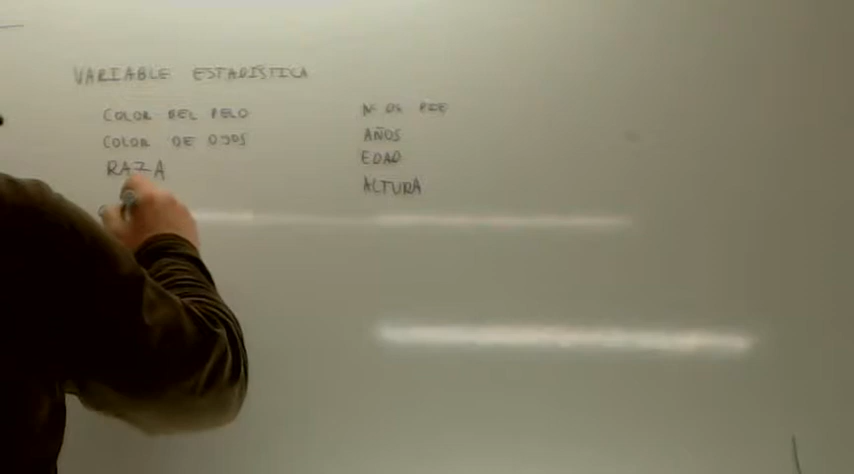 VARIABLE ESTADÍSTICA
COLOR DEL PELO
COLOR DE OJOS
RAZA
Nº DE PIE
AÑOS
EDAD
ALTURA